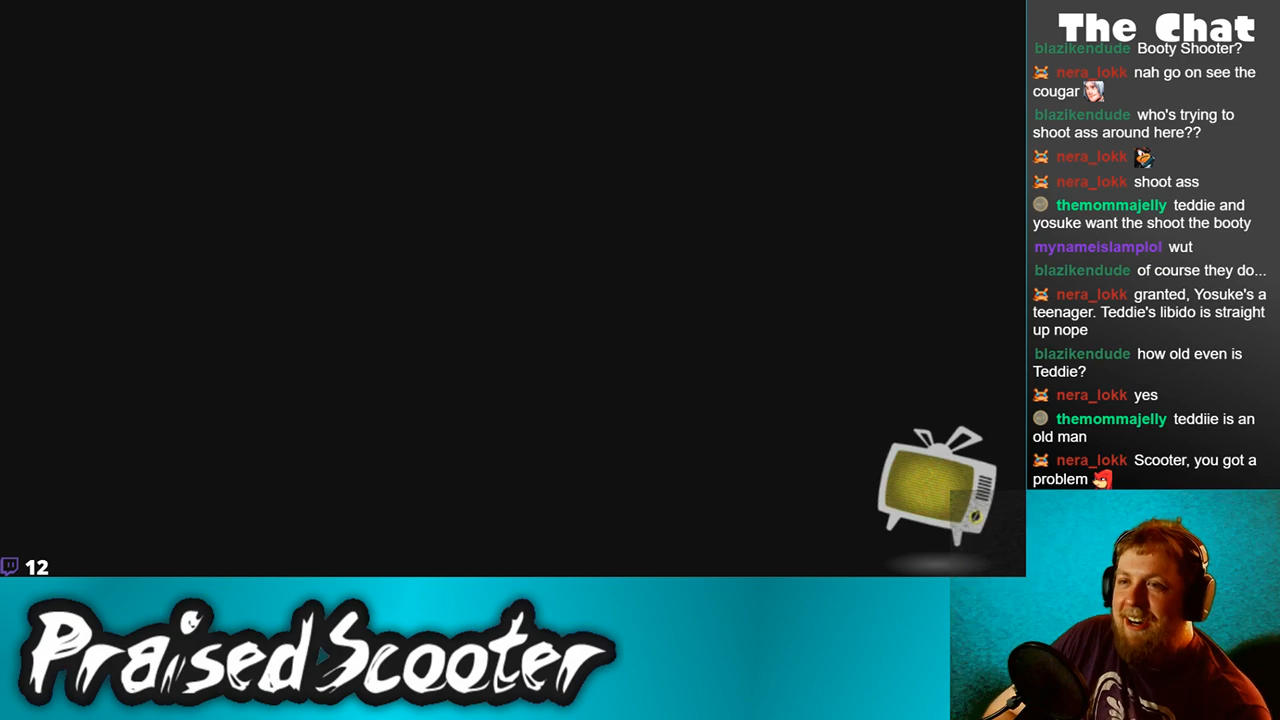 The Chat
blazikendude Booty Shooter?
nera_lokk nah go on see the
cougar
blazikendude who's trying to
shoot ass around here??
nera_lokk
nera_lokk shoot ass
themommajelly teddie and
yosuke want the shoot the booty
mynameislamplol wut
blazikendude of course they do...
nera_lokk granted, Yosuke's a
teenager. Teddie's libido is straight
up nope
blazikendude how old even is
Teddie?
nera_lokk yes
themommajelly teddiie is an
old man
nera_lokk Scooter, you got a
problem
12
PraisedScooter